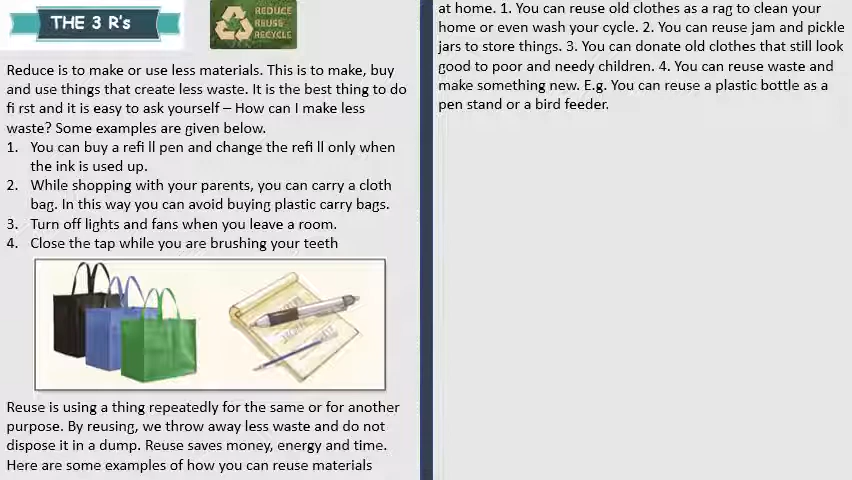 THE 3 R's
REDUCE
REUSE
RECYCLE
Reduce is to make or use less materials. This is to make, buy
and use things that create less waste. It is the best thing to do
fi rst and it is easy to ask yourself – How can I make less
waste? Some examples are given below.
1. You can buy a refi ll pen and change the refi ll only when
the ink is used up.
2. While shopping with your parents, you can carry a cloth
bag. In this way you can avoid buying plastic carry bags.
3. Turn off lights and fans when you leave a room.
4. Close the tap while you are brushing your teeth
Reuse is using a thing repeatedly for the same or for another
purpose. By reusing, we throw away less waste and do not
dispose it in a dump. Reuse saves money, energy and time.
Here are some examples of how you can reuse materials
at home. 1. You can reuse old clothes as a rag to clean your
home or even wash your cycle. 2. You can reuse jam and pickle
jars to store things. 3. You can donate old clothes that still look
good to poor and needy children. 4. You can reuse waste and
make something new. E.g. You can reuse a plastic bottle as a
pen stand or a bird feeder.